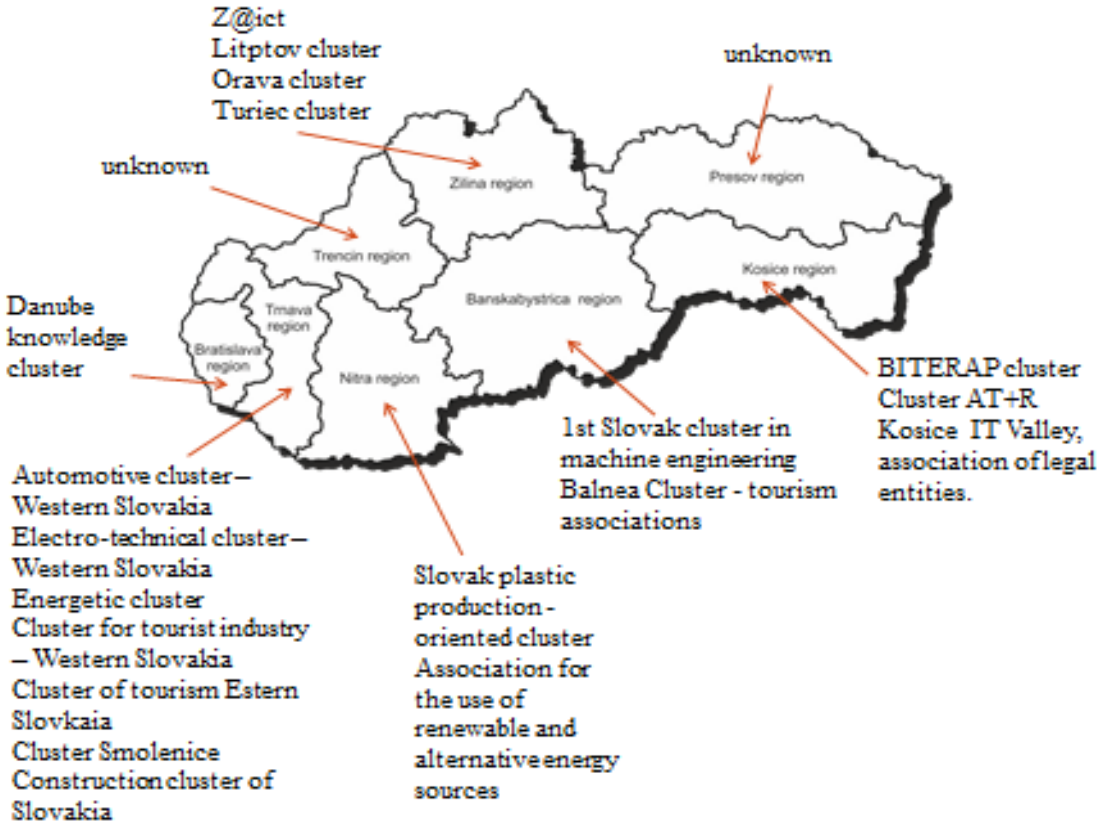 Z@ict
Litptov cluster
Orava cluster
Turiec cluster
unknown
unknown
Zilina region
Presov region
Trencin region
Kosice region
Banskabystrica region
Danube
knowledge
cluster
Trnava
region
Bratislava
region
Nitra region
BITERAP cluster
Cluster AT+R
Kosice IT Valley,
association of legal
entities.
1st Slovak cluster in
machine engineering
Balnea Cluster - tourism
associations
Automotive cluster–
Western Slovakia
Electro-technical cluster–
Western Slovakia
Energetic cluster
Cluster for tourist industry
– Western Slovakia
Cluster of tourism Estern
Slovkaia
Cluster Smolenice
Construction cluster of
Slovakia
Slovak plastic
production -
oriented cluster
Association for
the use of
renewable and
alternative energy
sources